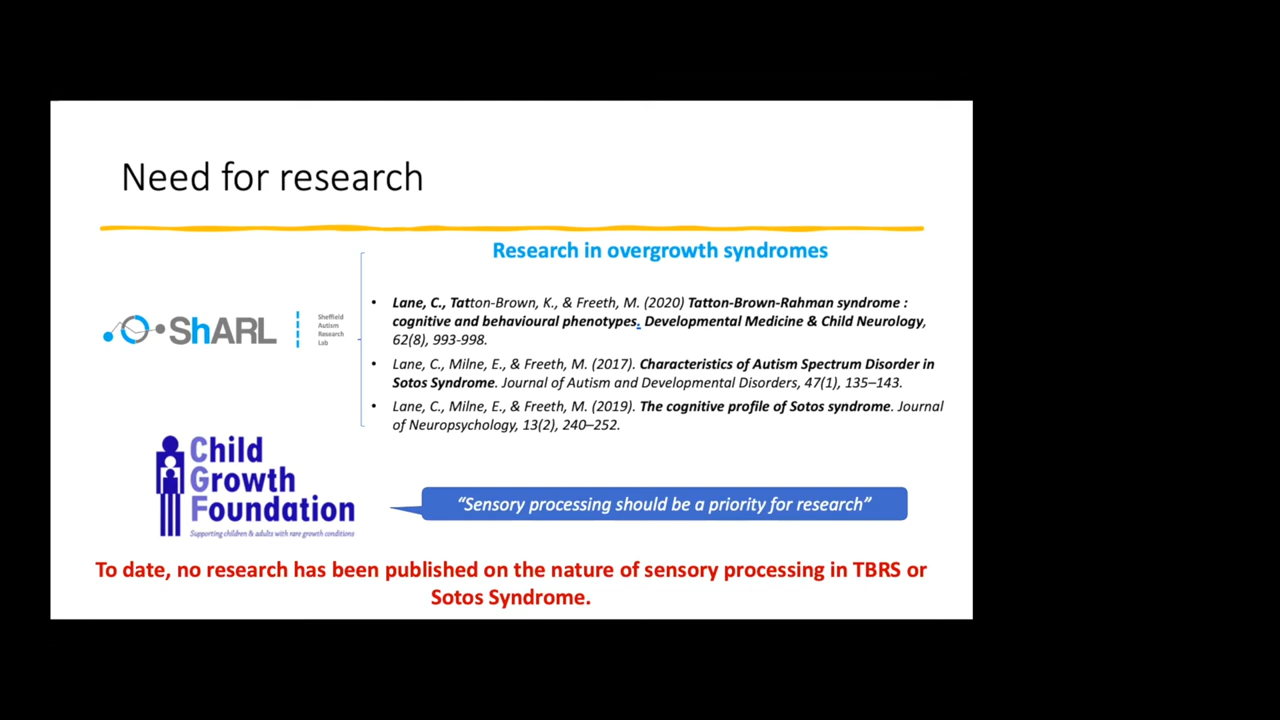 Need for research
Research in overgrowth syndromes
ShARL
Sheffield
Autism
Research
Lab
• Lane, C., Tatton-Brown, K., & Freeth, M. (2020) Tatton-Brown-Rahman syndrome :
cognitive and behavioural phenotypes. Developmental Medicine & Child Neurology,
62(8), 993-998.
• Lane, C., Milne, E., & Freeth, M. (2017). Characteristics of Autism Spectrum Disorder in
Sotos Syndrome. Journal of Autism and Developmental Disorders, 47(1), 135–143.
• Lane, C., Milne, E., & Freeth, M. (2019). The cognitive profile of Sotos syndrome. Journal
of Neuropsychology, 13(2), 240–252.
Child
Growth
Foundation
Supporting children & adults with rare growth conditions
“Sensory processing should be a priority for research”
To date, no research has been published on the nature of sensory processing in TBRS or
Sotos Syndrome.